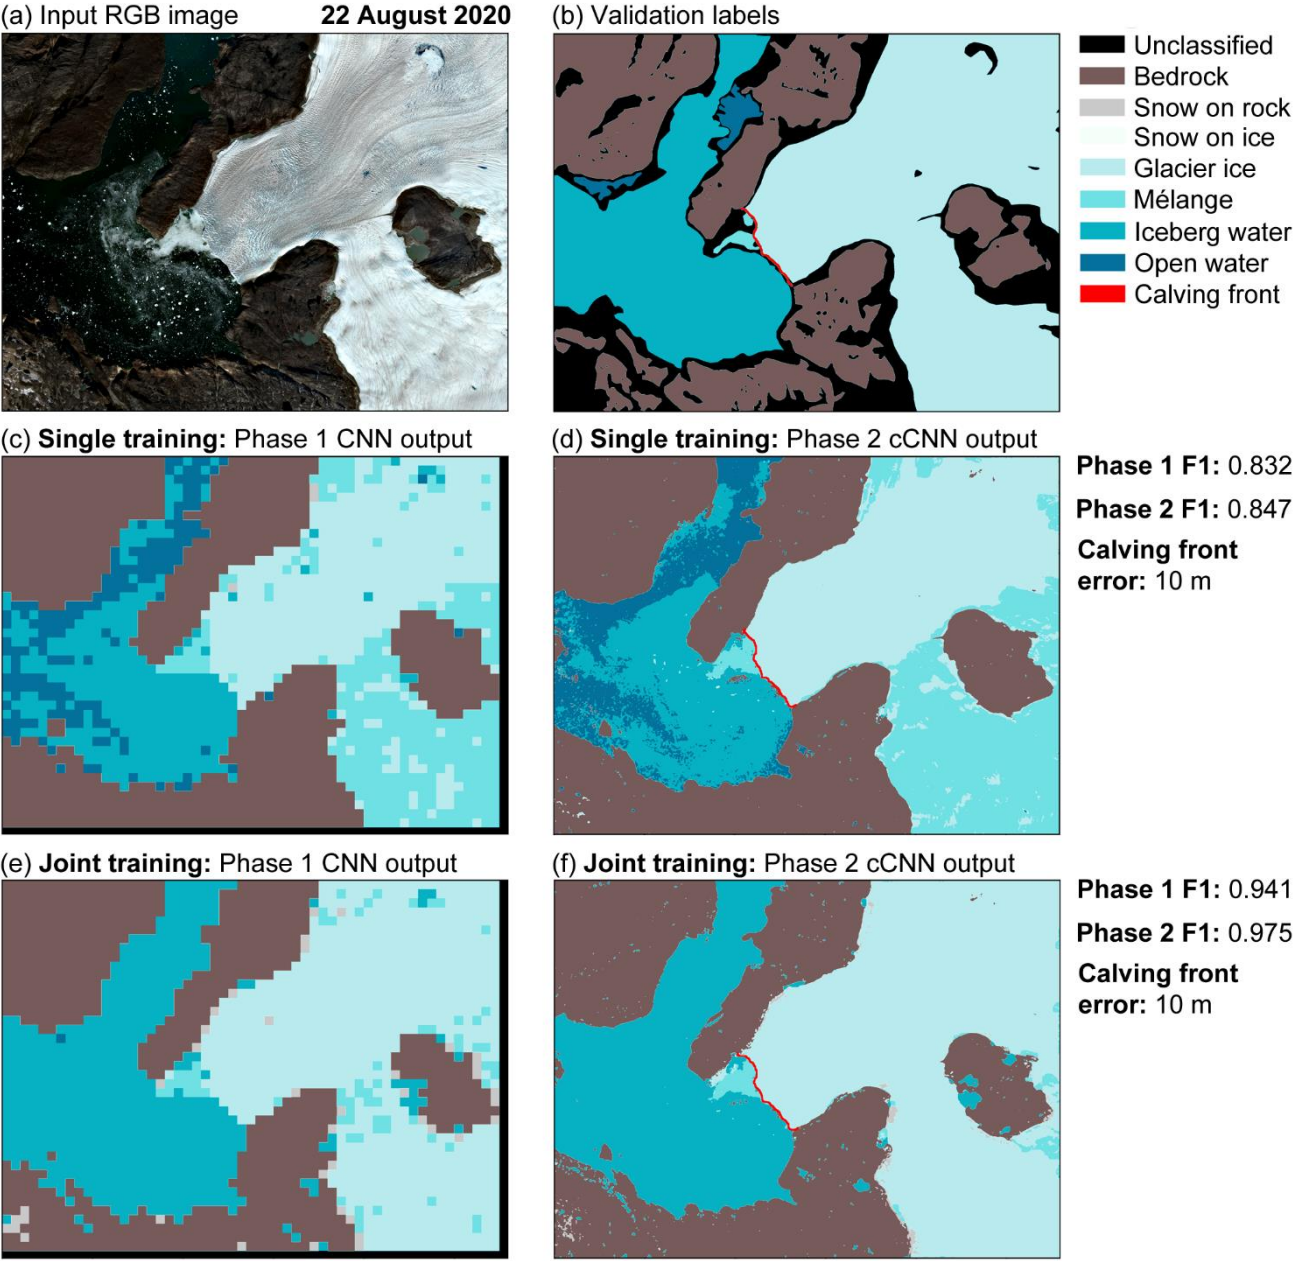 (a) Input RGB image 22 August 2020
(b) Validation labels
Unclassified
Bedrock
Snow on rock
Snow on ice
Glacier ice
Mélange
Iceberg water
Open water
Calving front
(c) Single training: Phase 1 CNN output
(d) Single training: Phase 2 cCNN output
Phase 1 F1: 0.832
Phase 2 F1: 0.847
Calving front
error: 10 m
(e) Joint training: Phase 1 CNN output
(f) Joint training: Phase 2 cCNN output
Phase 1 F1: 0.941
Phase 2 F1: 0.975
Calving front
error: 10 m